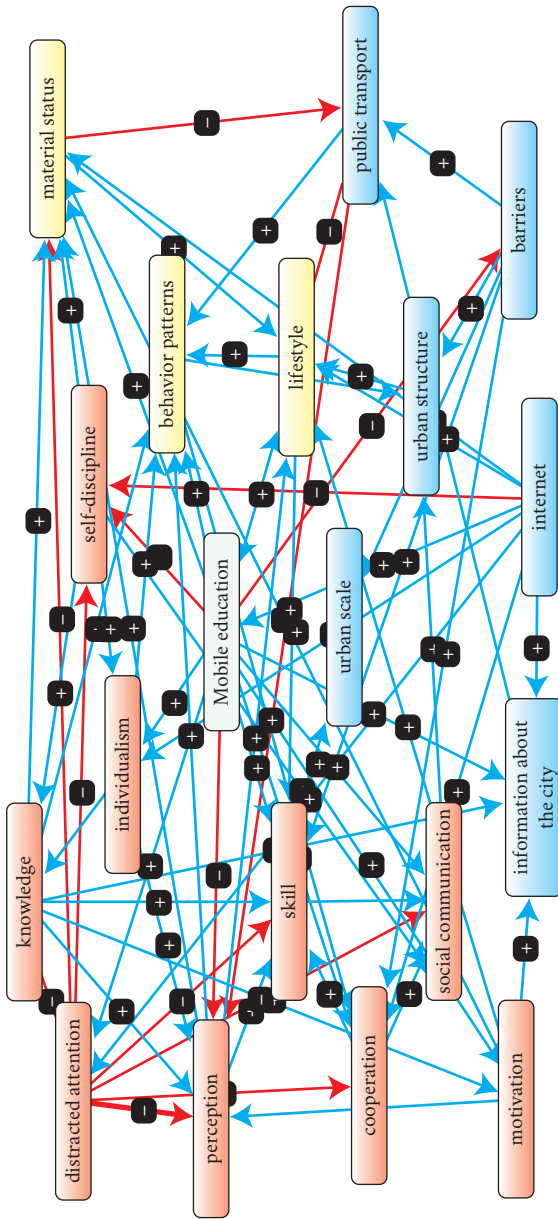 distracted attention
knowledge
self-discipline
material status
individualism
behavior patterns
perception
Mobile education
skill
urban scale
lifestyle
public transport
cooperation
social communication
urban structure
motivation
information about
the city
internet
barriers